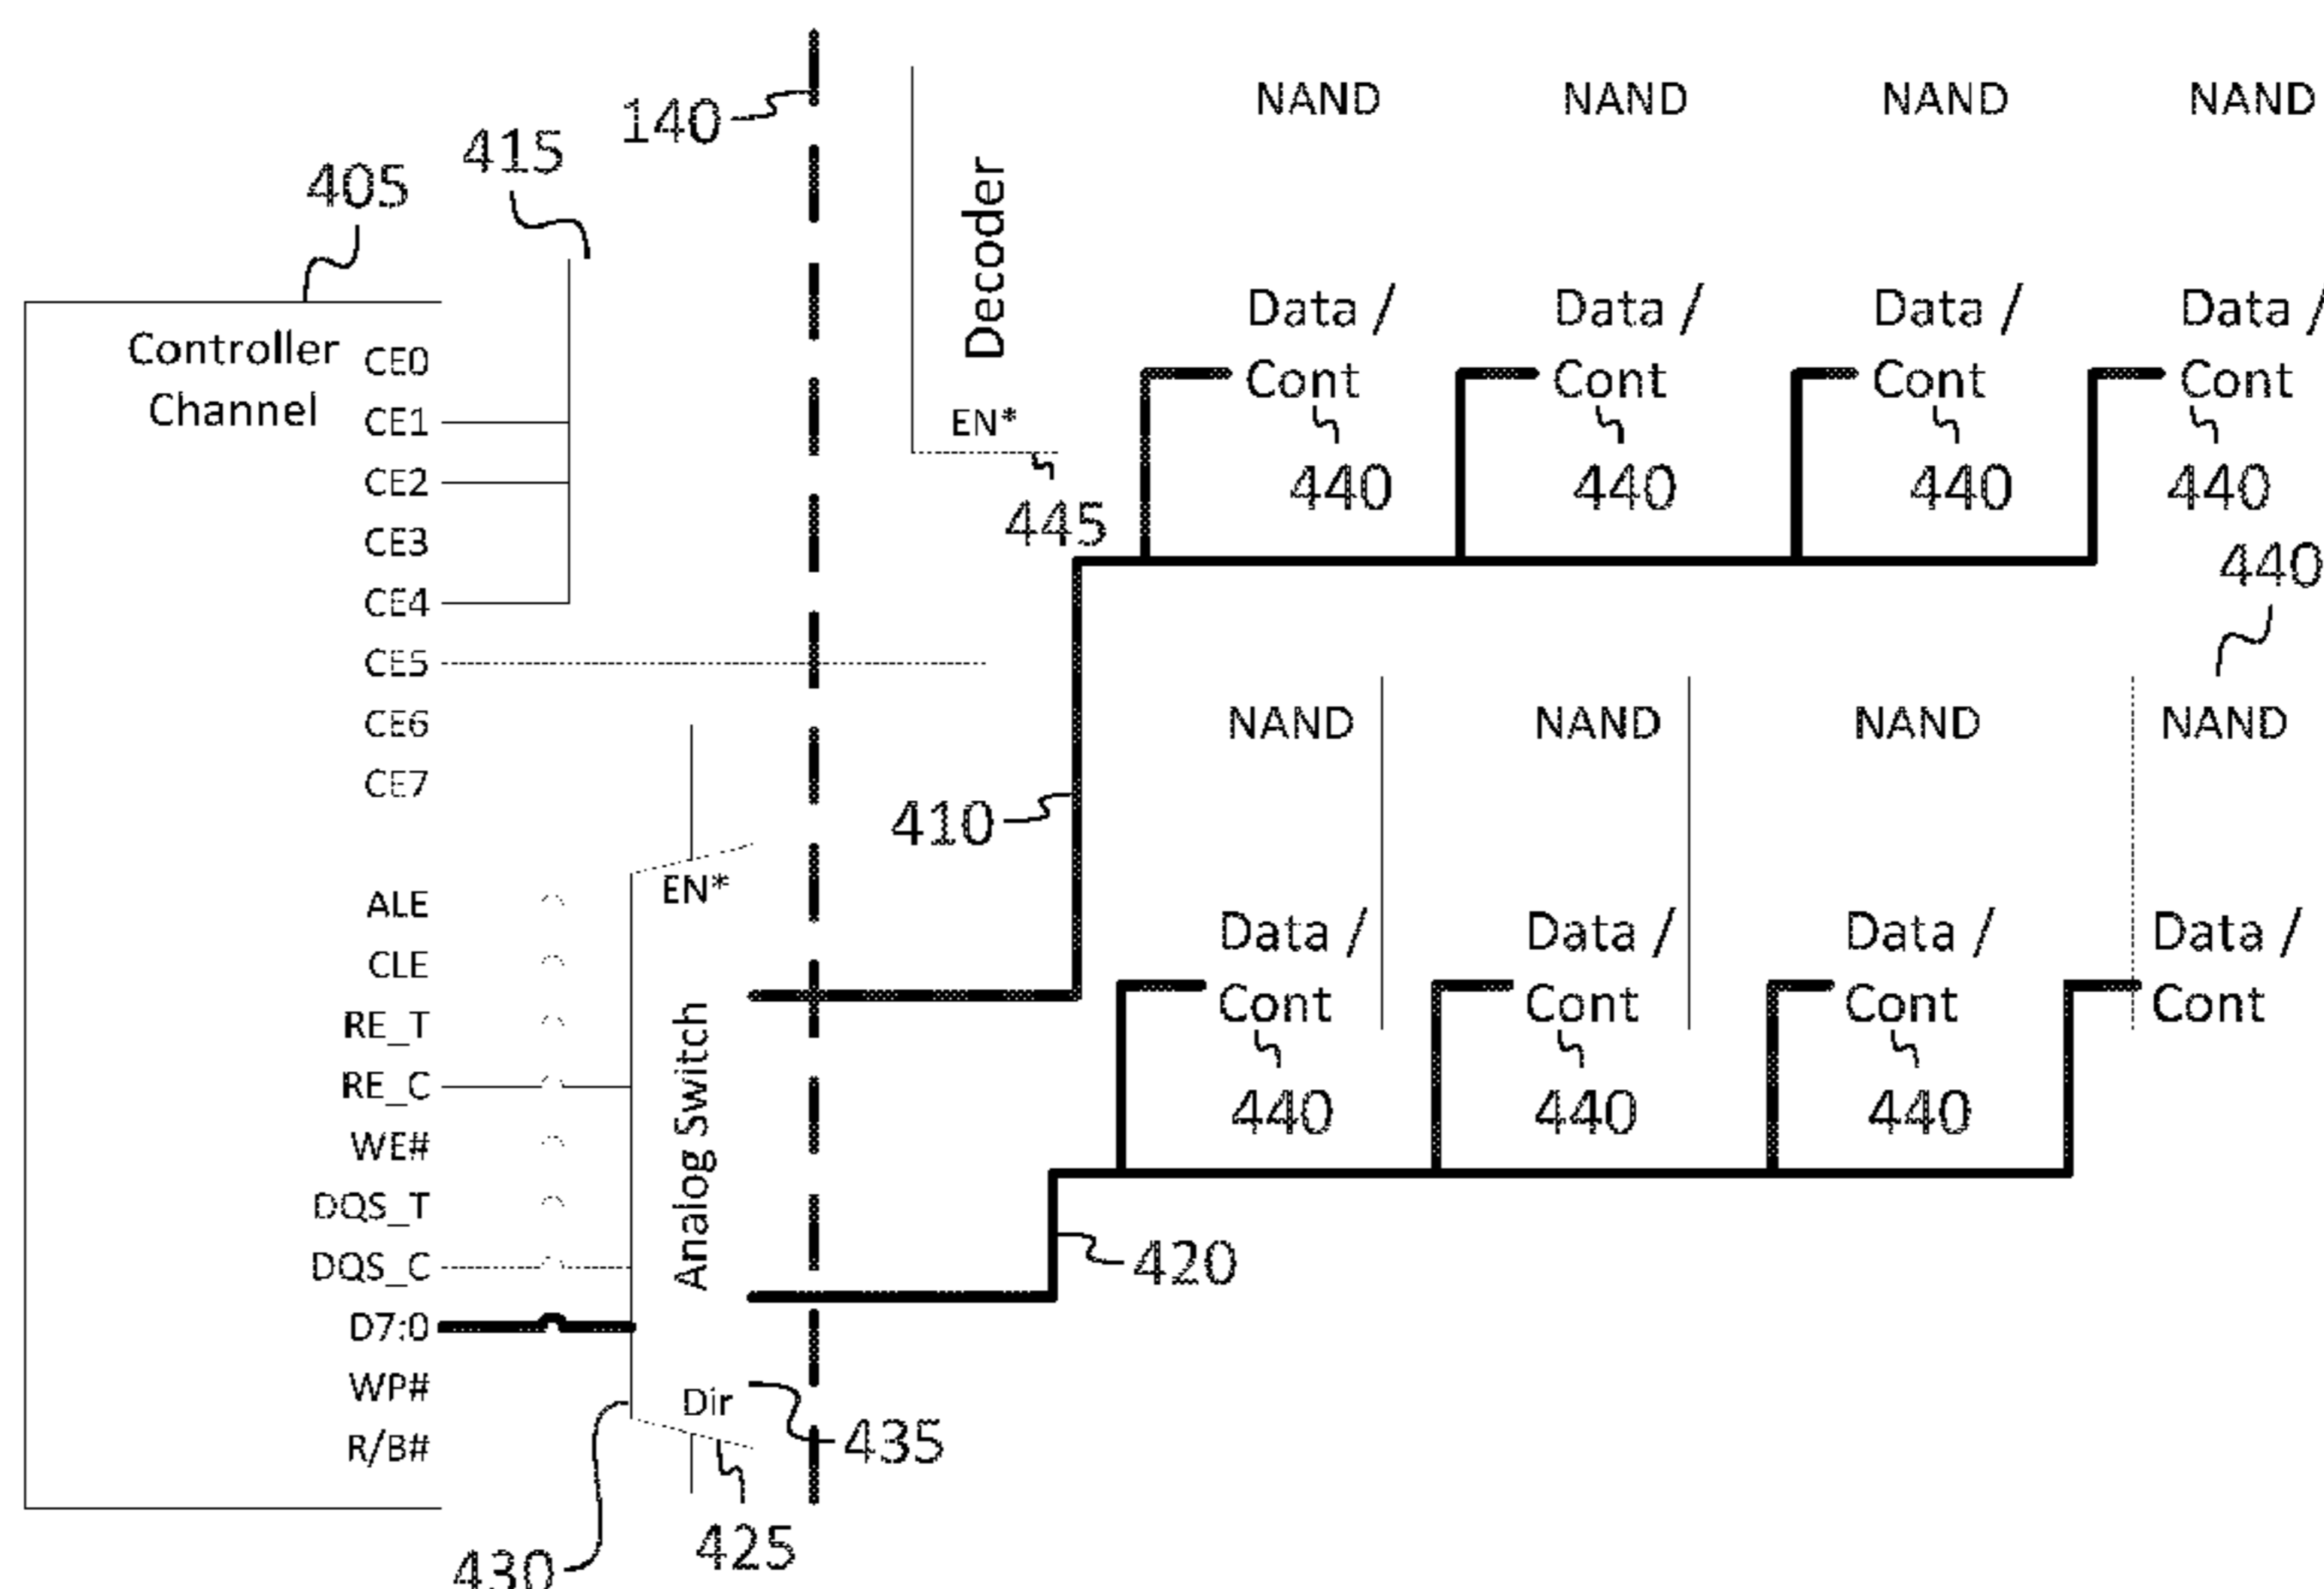 140
NAND NAND NAND NAND
415
405
Decoder
Controller
Channel
CE0
CE1
CE2
CE3
CE4
CE5
CE6
CE7
EN*
445
Data / Data / Data / Data /
Cont Cont Cont Cont
440 440 440 440
440
NAND NAND NAND NAND
410
EN*
ALE
CLE
RE_T
RE_C
WE#
DQS_T
DQS_C
D7:0
WP#
R/B#
Analog Switch
Data / Data / Data / Data /
Cont Cont Cont Cont
440 440 440
420
Dir
435
425
430